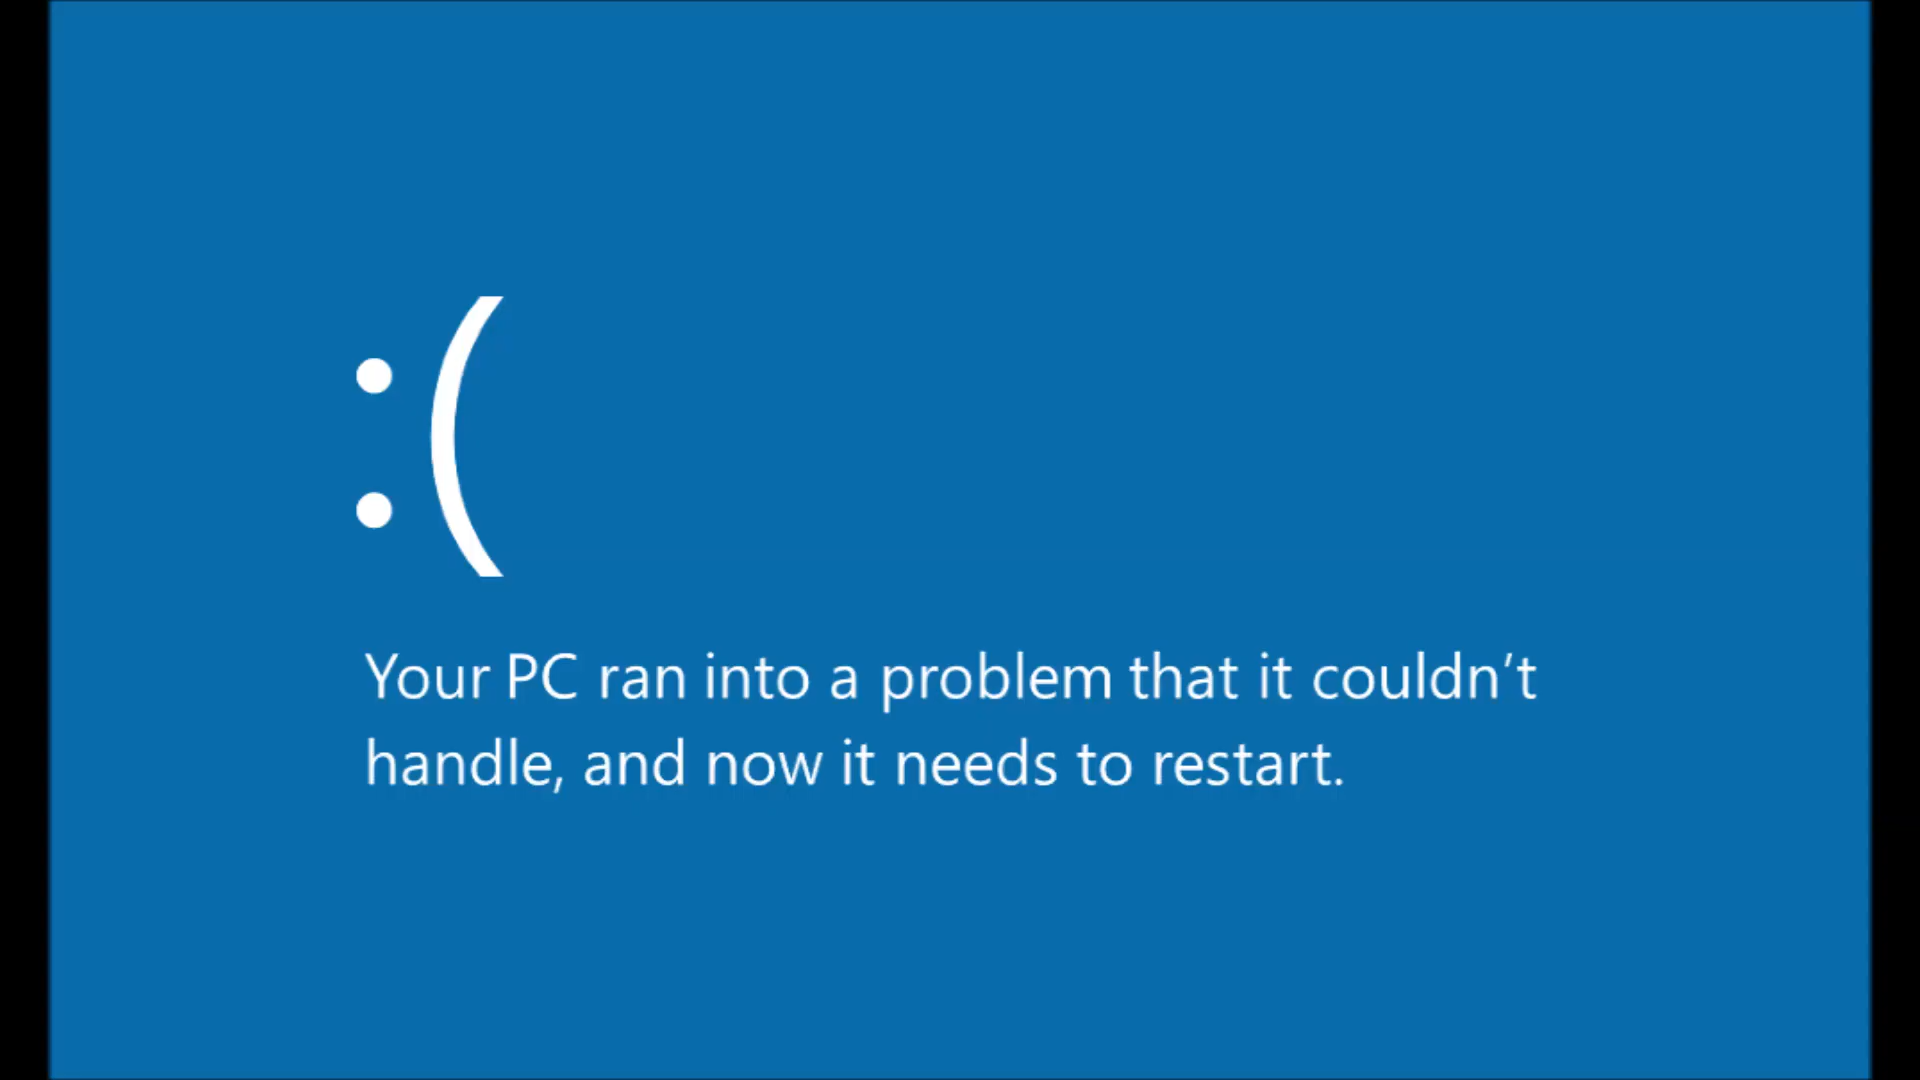 :(
Your PC ran into a problem that it couldn’t
handle, and now it needs to restart.